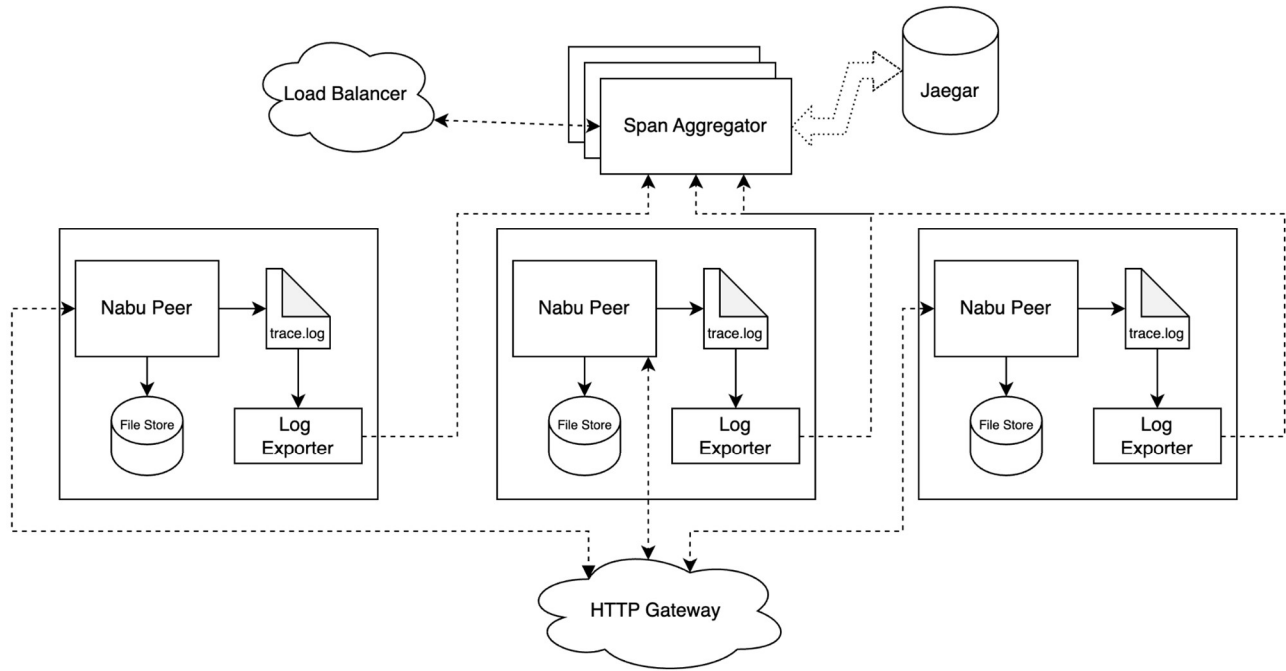 Load Balancer
Span Aggregator
Jaegar
Nabu Peer
trace.log
File Store
Log
Exporter
Nabu Peer
trace.log
File Store
Log
Exporter
Nabu Peer
trace.log
File Store
Log
Exporter
HTTP Gateway